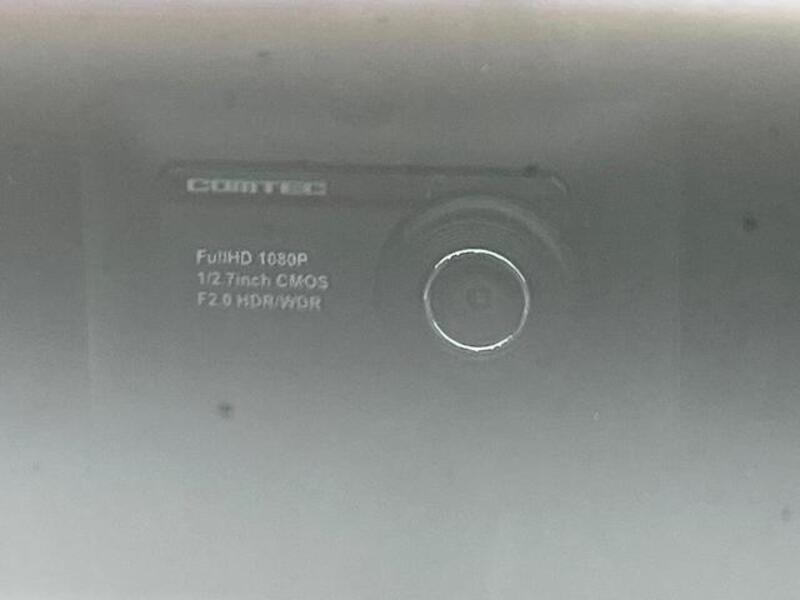 COMTEC
FullHD 1080P
1/2.7inch CMOS
F2.0 HDR/WDR